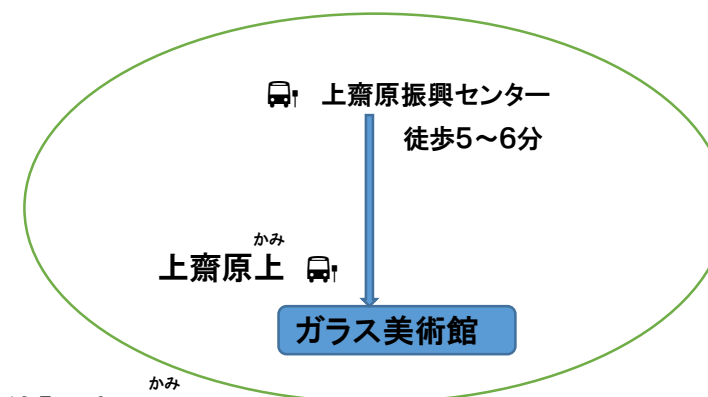 上齋原振興センター
徒歩5～6分
かみ
上齋原上
ガラス美術館
かみ